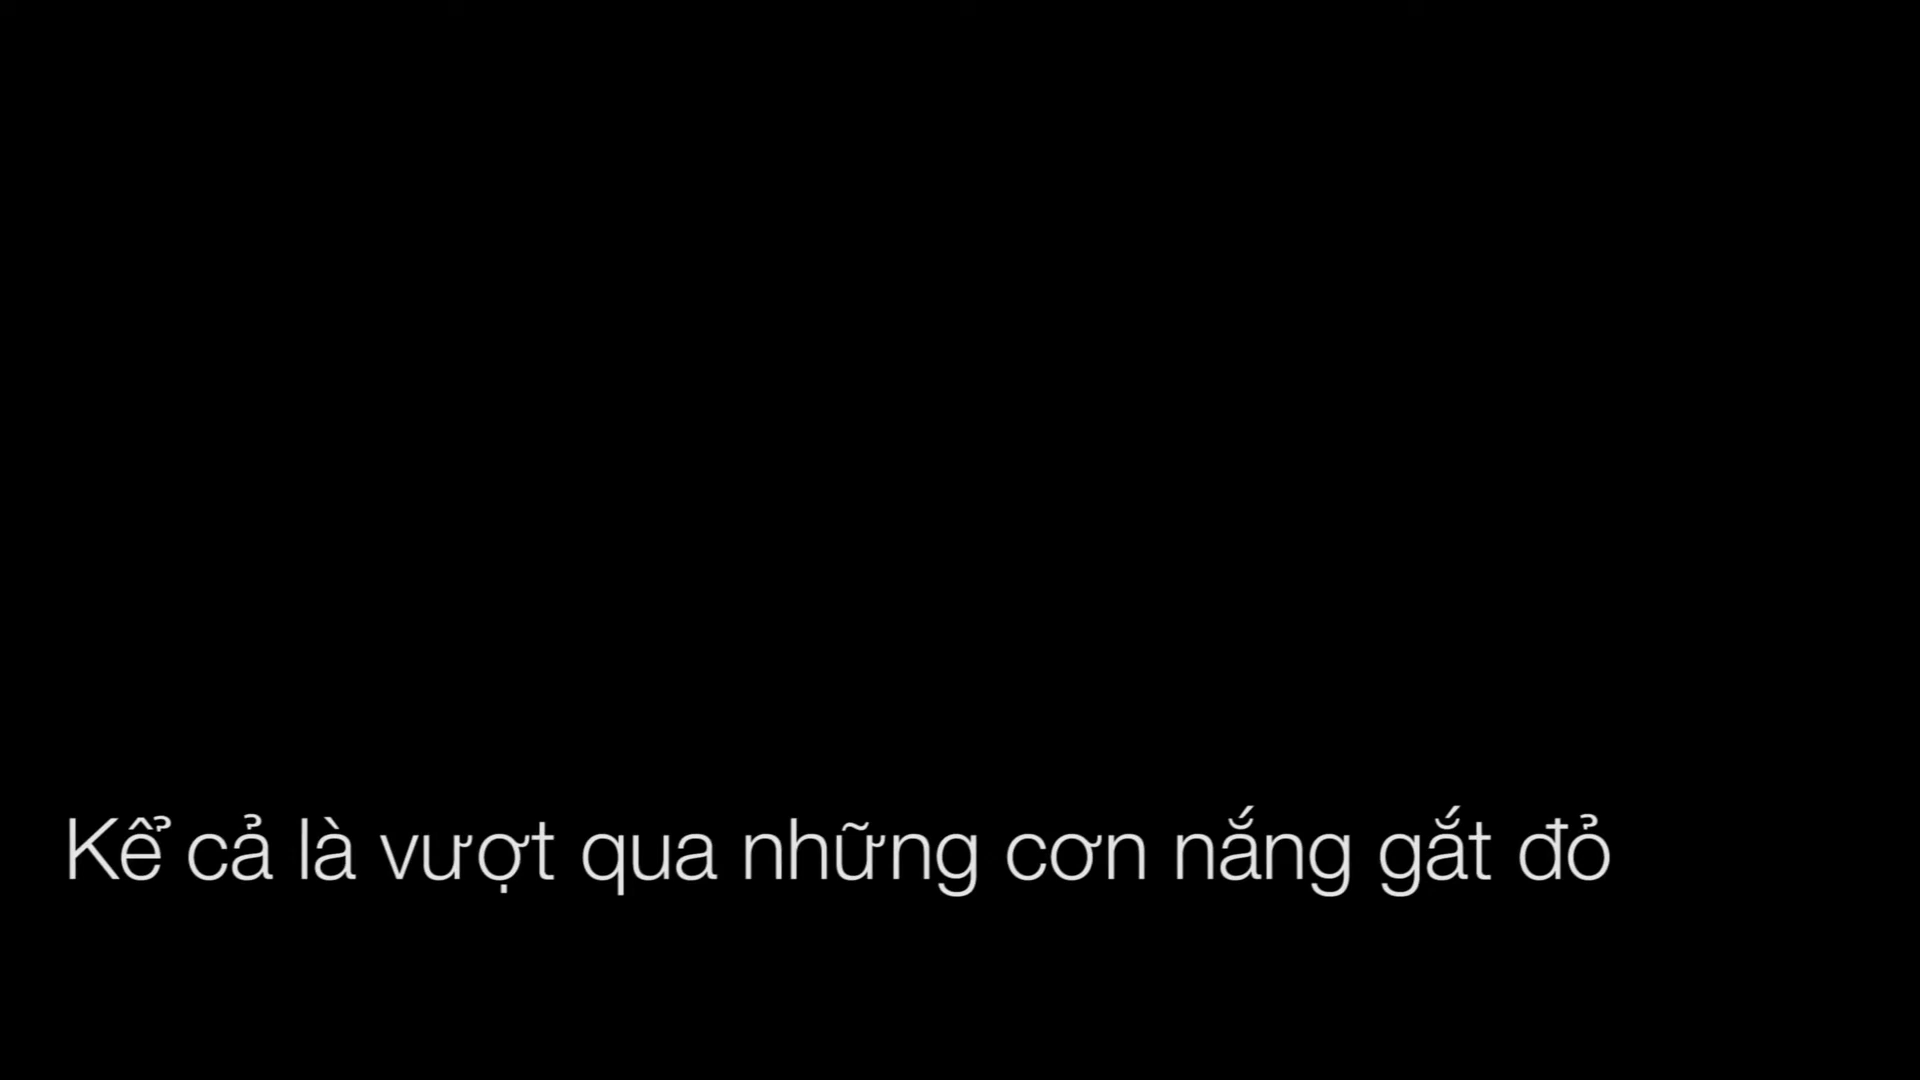 Kể cả là vượt qua những cơn nắng gắt đỏ